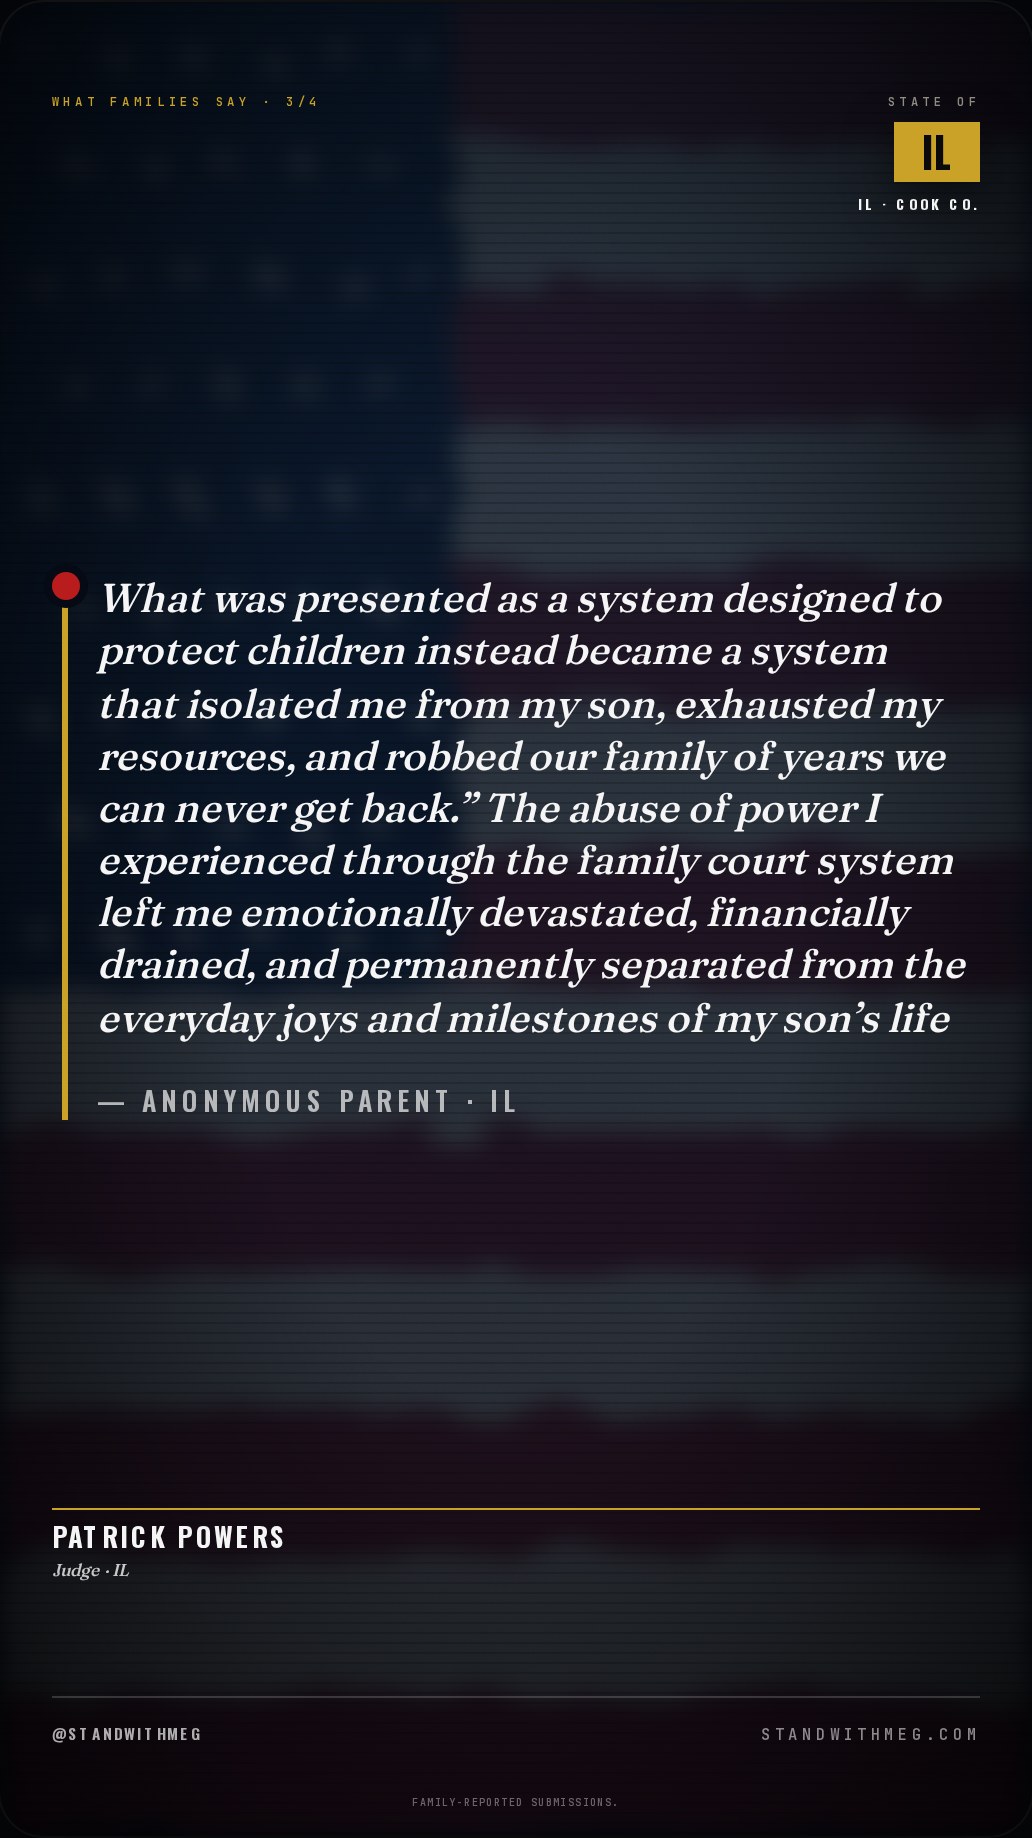 WHAT FAMILIES SAY · 3/4
STATE OF
IL
IL · COOK CO.
What was presented as a system designed to
protect children instead became a system
that isolated me from my son, exhausted my
resources, and robbed our family of years we
can never get back.” The abuse of power I
experienced through the family court system
left me emotionally devastated, financially
drained, and permanently separated from the
everyday joys and milestones of my son’s life
— ANONYMOUS PARENT · IL
PATRICK POWERS
Judge · IL
@STANDWITHMEG
STANDWITHMEG.COM
FAMILY-REPORTED SUBMISSIONS.